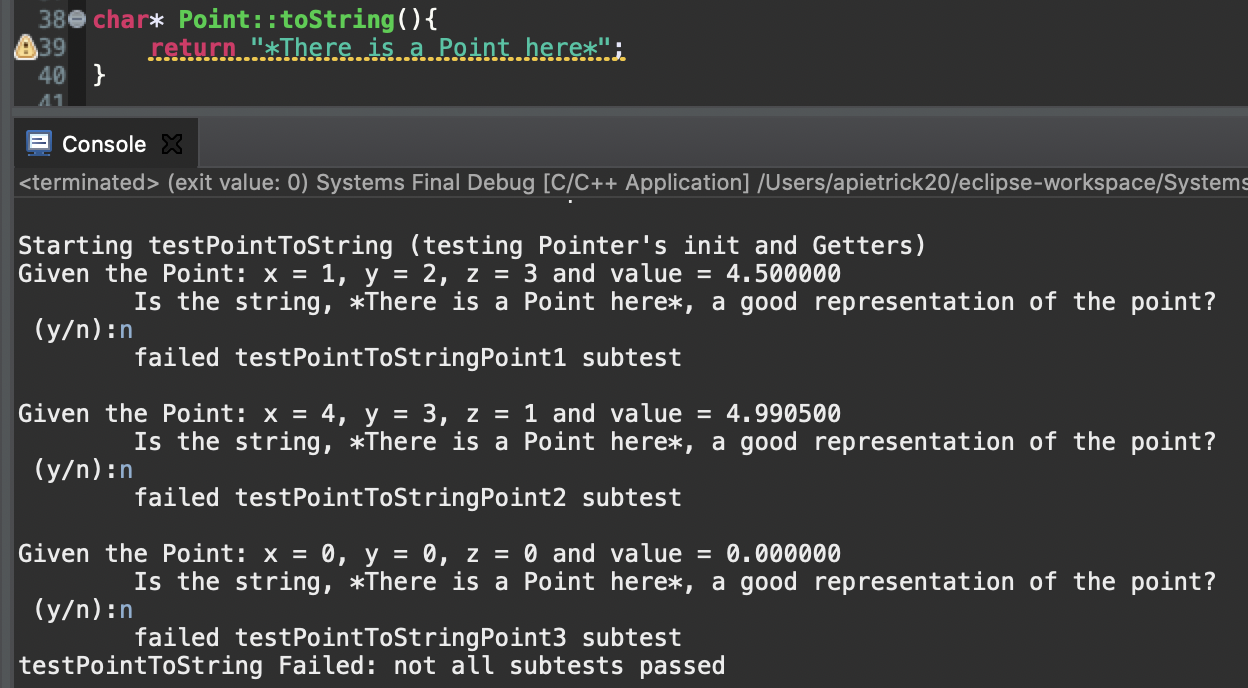 38 char* Point::toString(){
39 return "*There is a Point here*";
40 }
41
Console
<terminated> (exit value: 0) Systems Final Debug [C/C++ Application] /Users/apietrick20/eclipse-workspace/Systems
Starting testPointToString (testing Pointer's init and Getters)
Given the Point: x = 1, y = 2, z = 3 and value = 4.500000
Is the string, *There is a Point here*, a good representation of the point?
(y/n):n
failed testPointToStringPoint1 subtest
Given the Point: x = 4, y = 3, z = 1 and value = 4.990500
Is the string, *There is a Point here*, a good representation of the point?
(y/n):n
failed testPointToStringPoint2 subtest
Given the Point: x = 0, y = 0, z = 0 and value = 0.000000
Is the string, *There is a Point here*, a good representation of the point?
(y/n):n
failed testPointToStringPoint3 subtest
testPointToString Failed: not all subtests passed